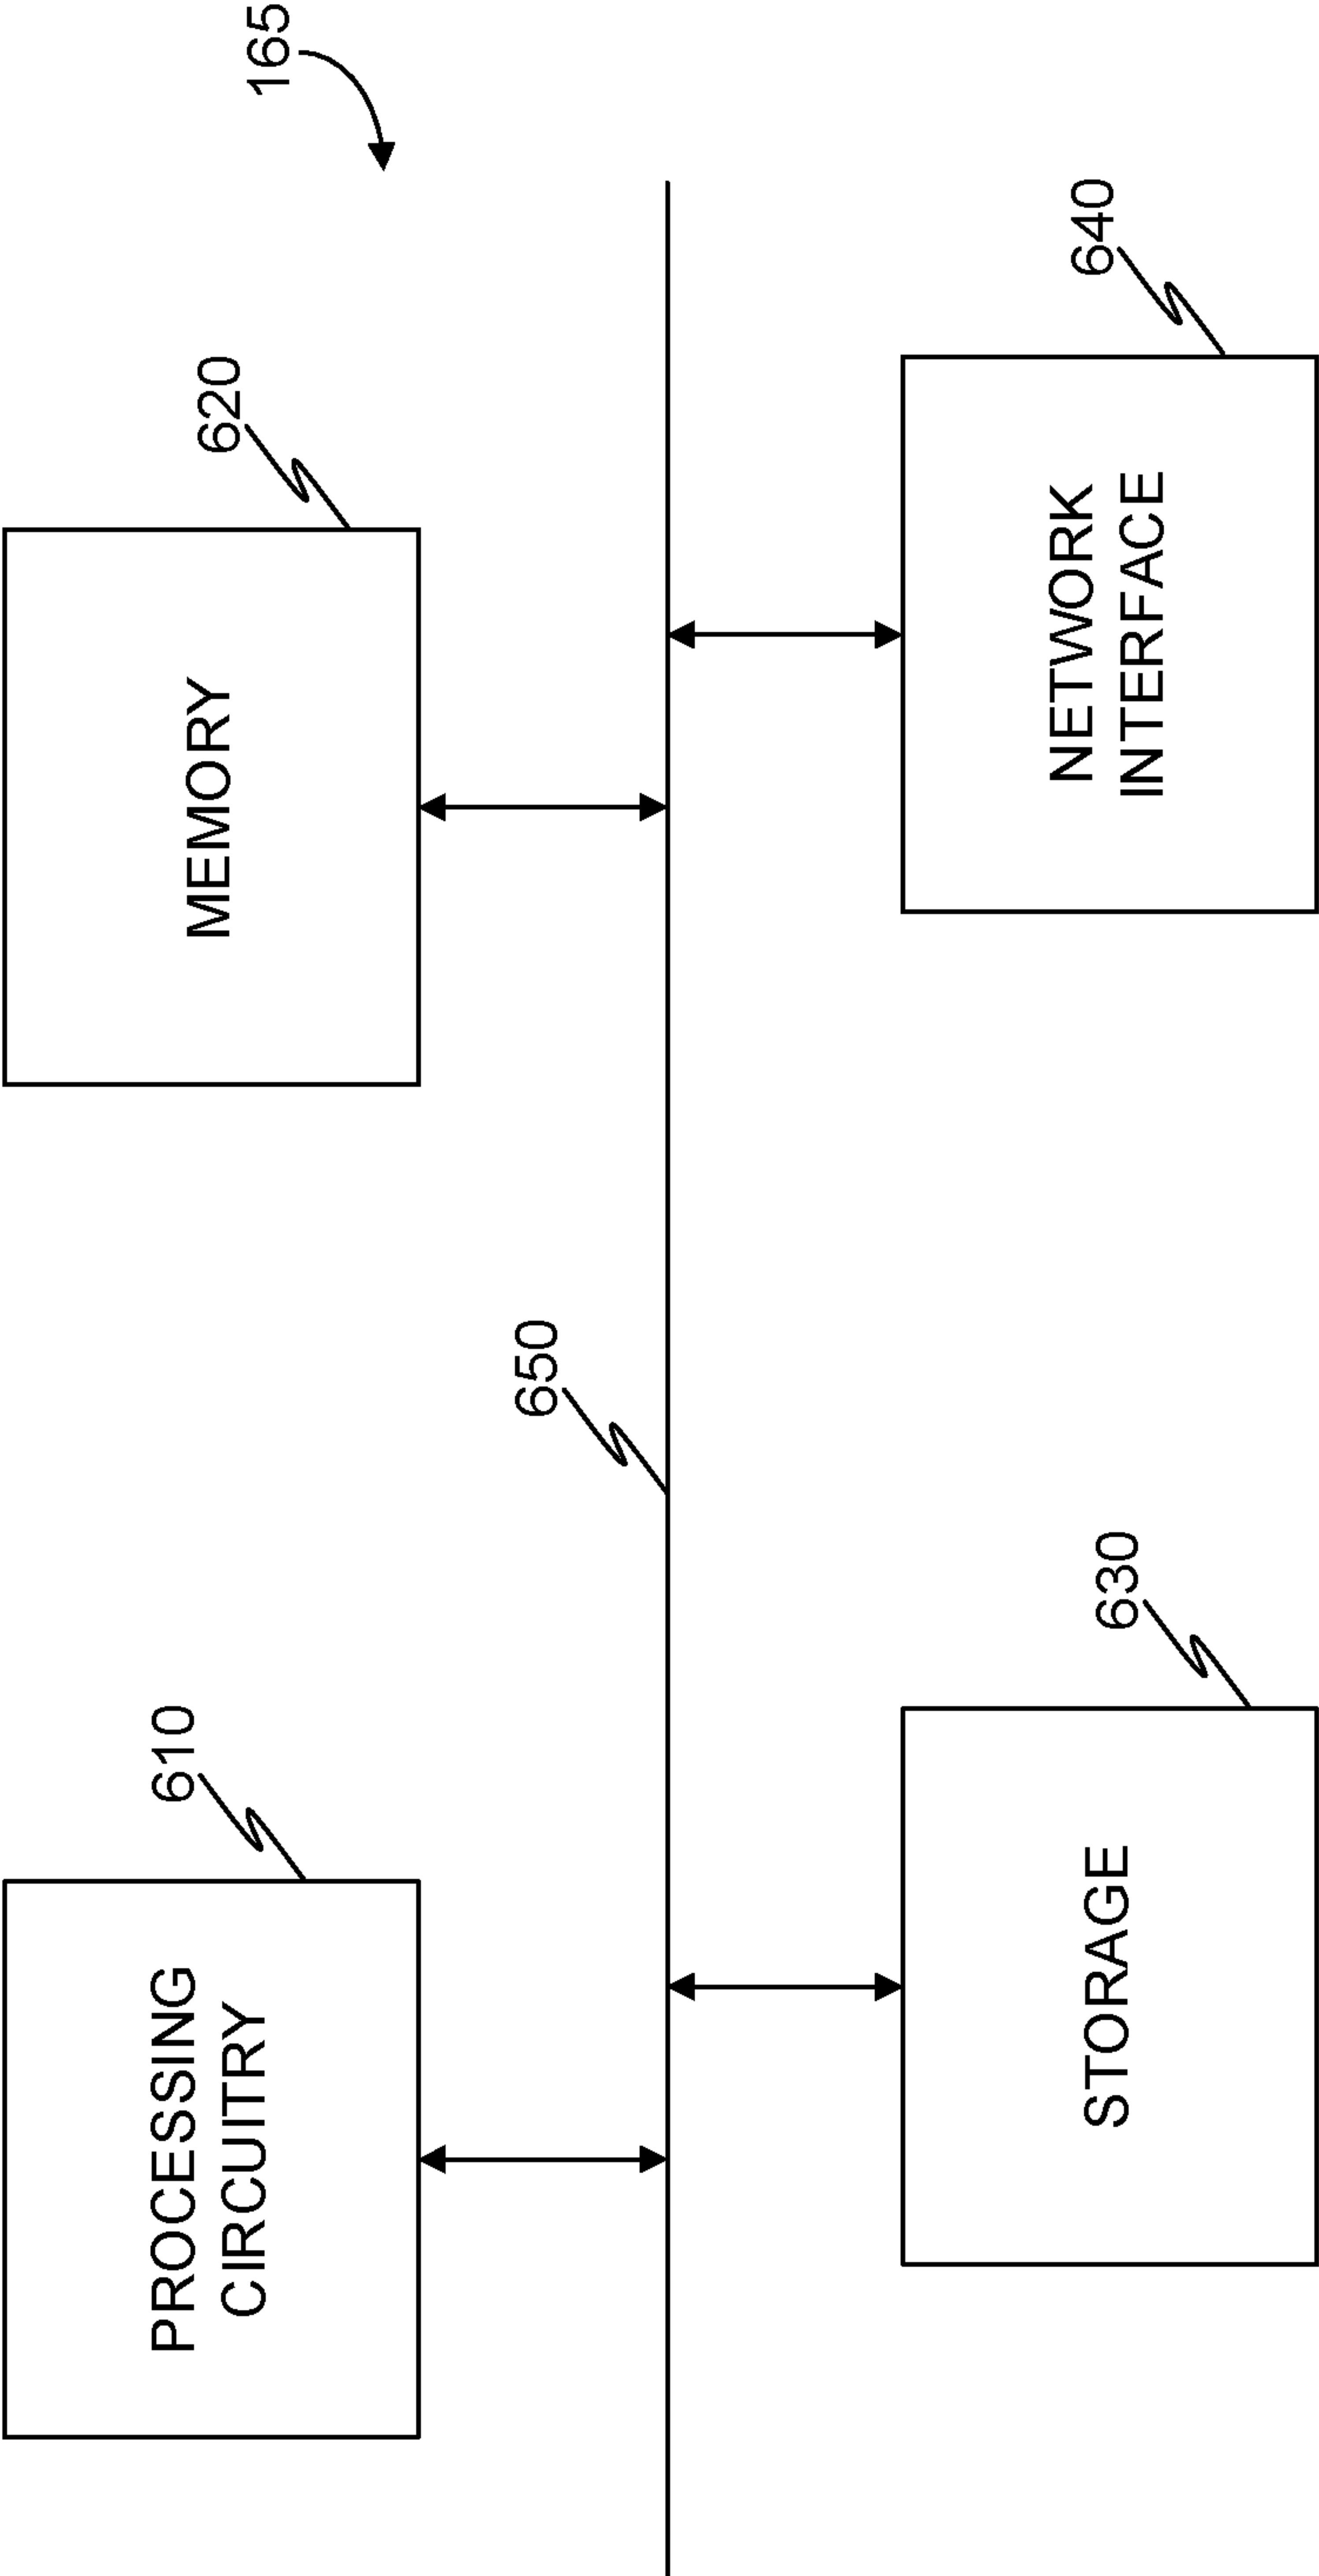 165
610
PROCESSING
CIRCUITRY
620
MEMORY
650
630
STORAGE
640
NETWORK
INTERFACE